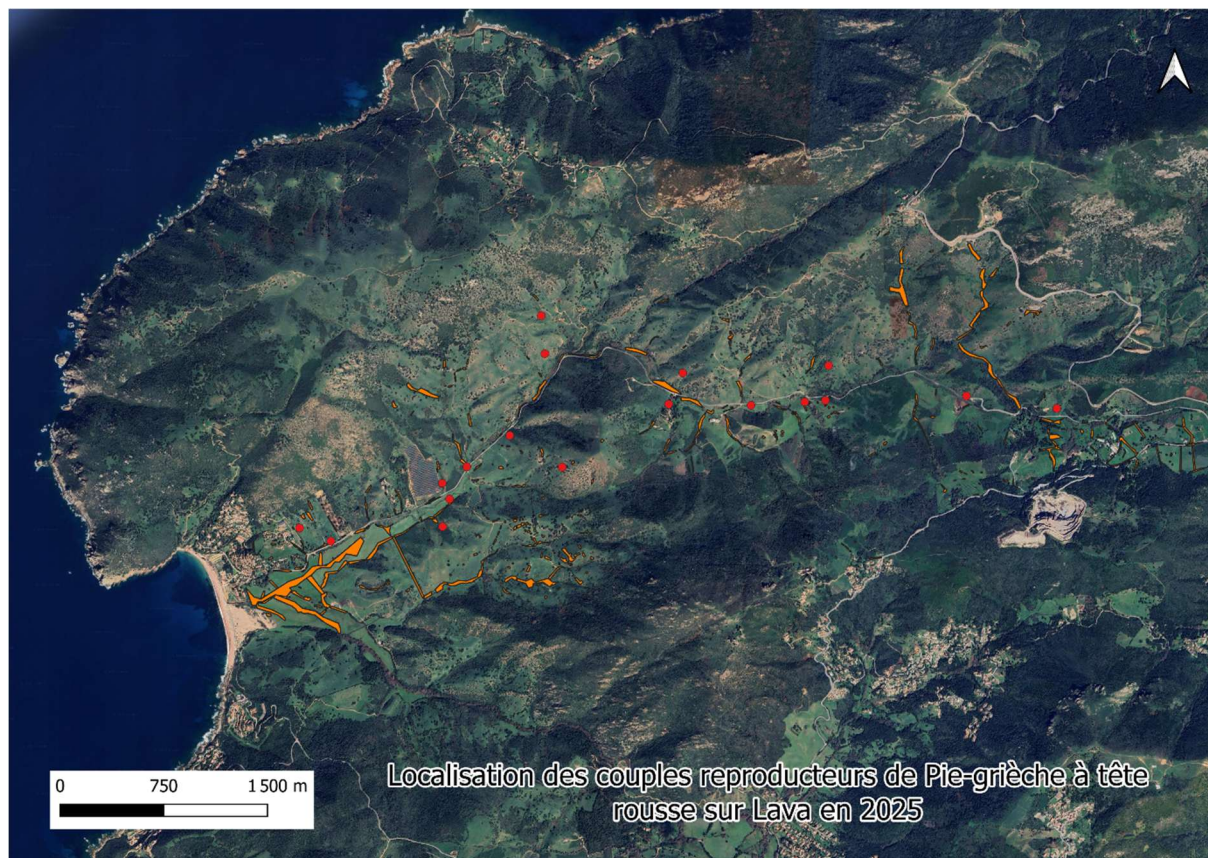 0 750 1 500 m
Localisation des couples reproducteurs de Pie-grièche à tête
rousse sur Lava en 2025